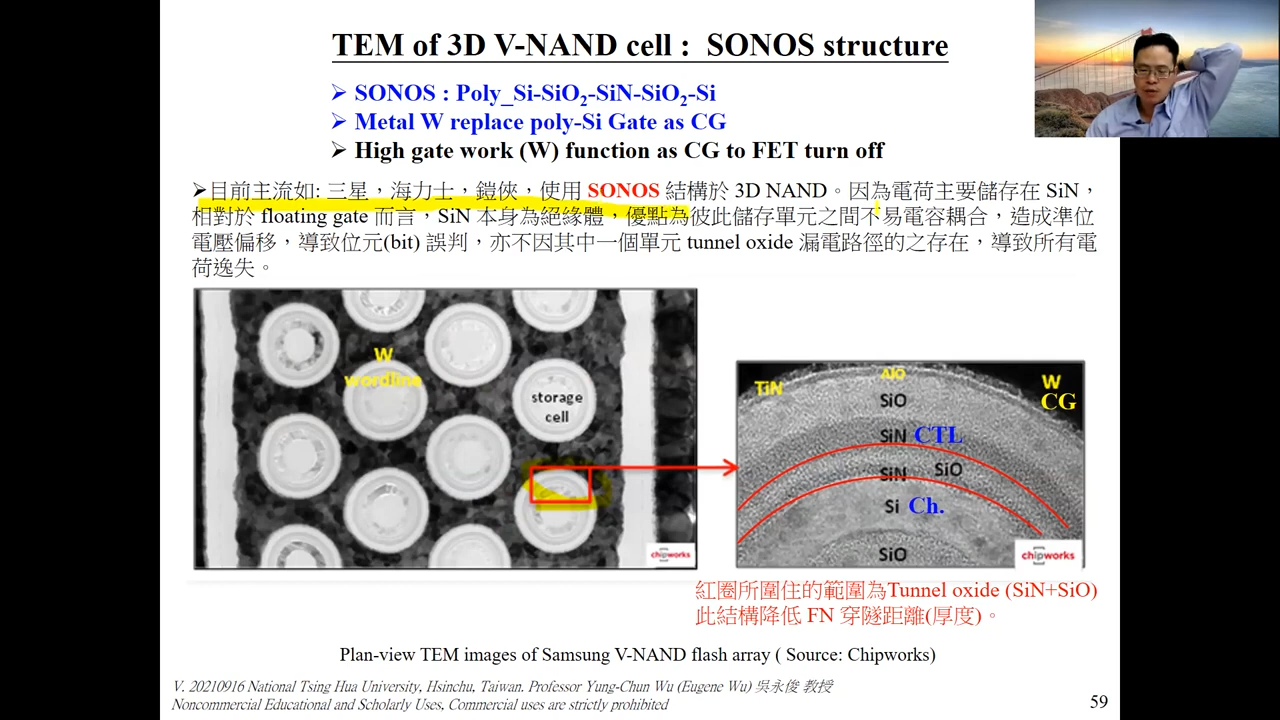 TEM of 3D V-NAND cell : SONOS structure
➢ SONOS : Poly_Si-SiO2-SiN-SiO2-Si
➢ Metal W replace poly-Si Gate as CG
➢ High gate work (W) function as CG to FET turn off
➢目前主流如: 三星，海力士，鎧俠，使用 SONOS 結構於 3D NAND。因為電荷主要儲存在 SiN，
相對於 floating gate 而言，SiN 本身為絕緣體，優點為彼此儲存單元之間不易電容耦合，造成準位
電壓偏移，導致位元(bit) 誤判，亦不因其中一個單元 tunnel oxide 漏電路徑的之存在，導致所有電
荷逸失。
W
wordline
storage
cell
chipworks
TiN
AlO
W
CG
SiO
SiN CTL
SiN SiO
Si Ch.
SiO
chipworks
紅圈所圍住的範圍為Tunnel oxide (SiN+SiO)
此結構降低 FN 穿隧距離(厚度)。
Plan-view TEM images of Samsung V-NAND flash array ( Source: Chipworks)
V. 20210916 National Tsing Hua University, Hsinchu, Taiwan. Professor Yung-Chun Wu (Eugene Wu) 吳永俊 教授
Noncommercial Educational and Scholarly Uses, Commercial uses are strictly prohibited
59